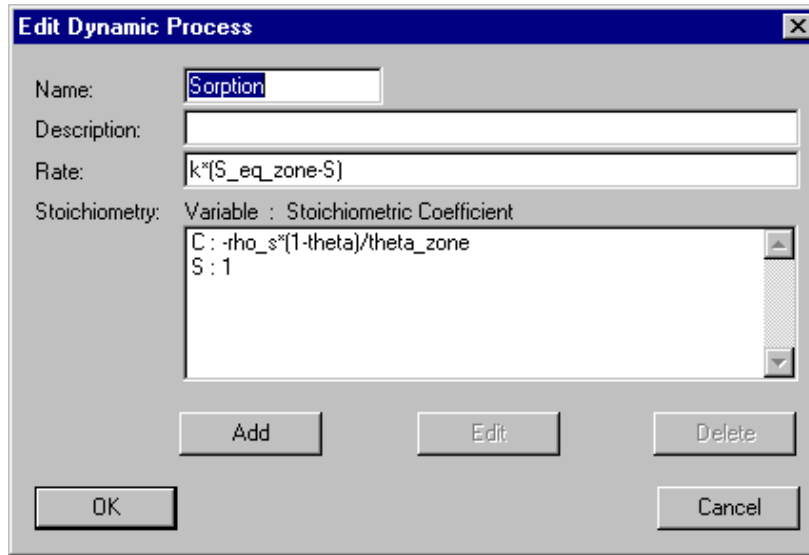 Edit Dynamic Process
Name: Sorption
Description:
Rate: k*(S_eq_zone-S)
Stoichiometry: Variable : Stoichiometric Coefficient
C : -rho_s*(1-theta)/theta_zone
S : 1
Add Edit Delete
OK Cancel